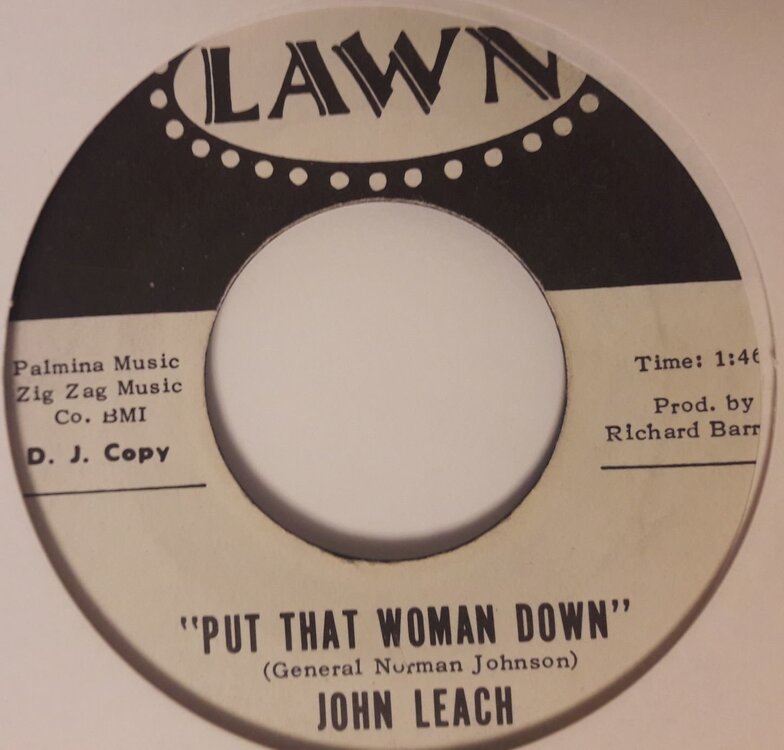 LAWN
Palmina Music
Zig Zag Music
Co. BMI
D. J. Copy
Time: 1:46
Prod. by
Richard Barr
"PUT THAT WOMAN DOWN"
(General Norman Johnson)
JOHN LEACH